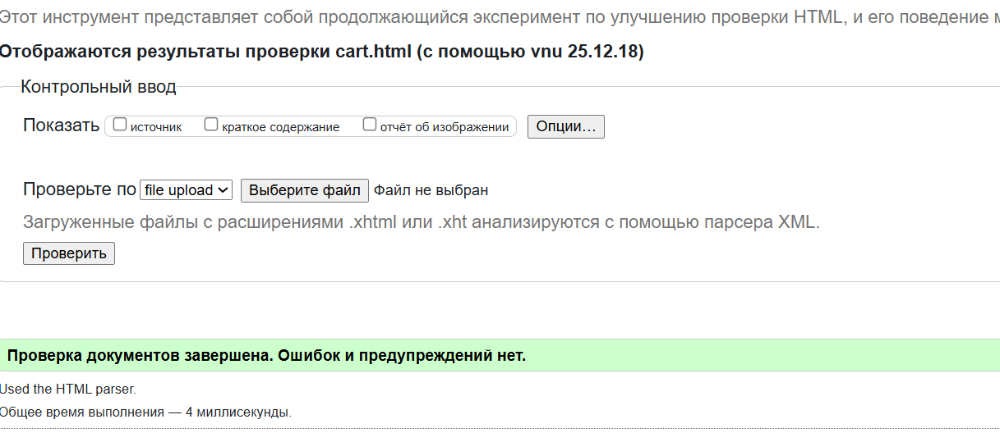 Этот инструмент представляет собой продолжающийся эксперимент по улучшению проверки HTML, и его поведение
Отображаются результаты проверки cart.html (с помощью vnu 25.12.18)
Контрольный ввод
Показать источник краткое содержание отчёт об изображении Опции…
Проверьте по file upload Выберите файл Файл не выбран
Загруженные файлы с расширениями .xhtml или .xht анализируются с помощью парсера XML.
Проверить
Проверка документов завершена. Ошибок и предупреждений нет.
Used the HTML parser.
Общее время выполнения — 4 миллисекунды.